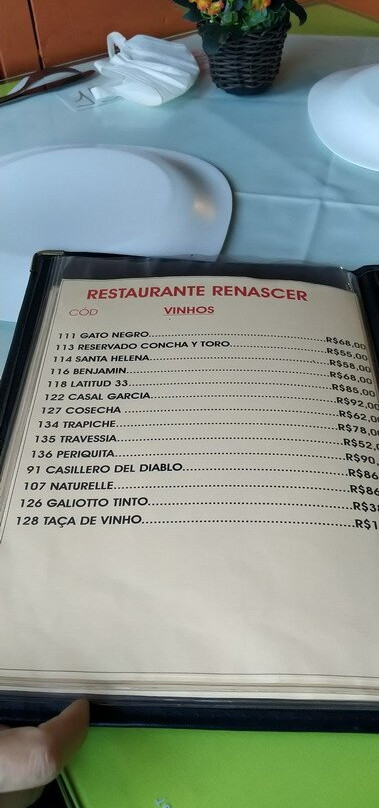 RESTAURANTE RENASCER
CÓD VINHOS
111 GATO NEGRO R$68,00
113 RESERVADO CONCHA Y TORO R$55,00
114 SANTA HELENA R$58,00
116 BENJAMIN R$68,00
118 LATITUD 33 R$85,00
122 CASAL GARCIA R$92,00
127 COSECHA R$62,00
134 TRAPICHE R$78,00
135 TRAVESSIA R$52,0
136 PERIQUITA R$90,
91 CASILLERO DEL DIABLO R$86
107 NATURELLE R$86
126 GALIOTTO TINTO R$3
128 TAÇA DE VINHO R$1